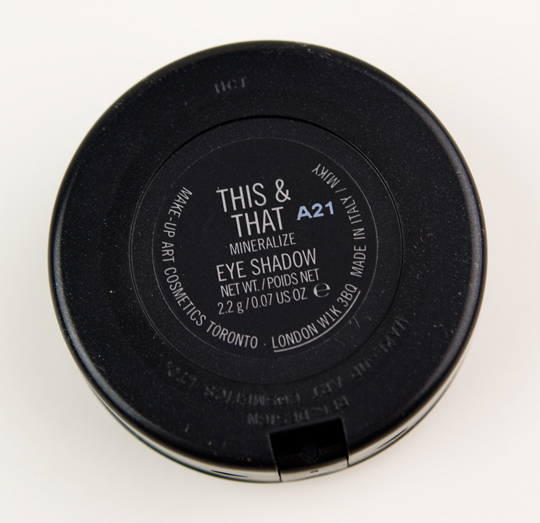 THIS &
THAT
A21
MINERALIZE
EYE SHADOW
NET WT./POIDS NET
2.2 g/0.07 US OZ ℮
MAKE-UP ART COSMETICS TORONTO · LONDON W1K 3BQ MADE IN ITALY / MJKY